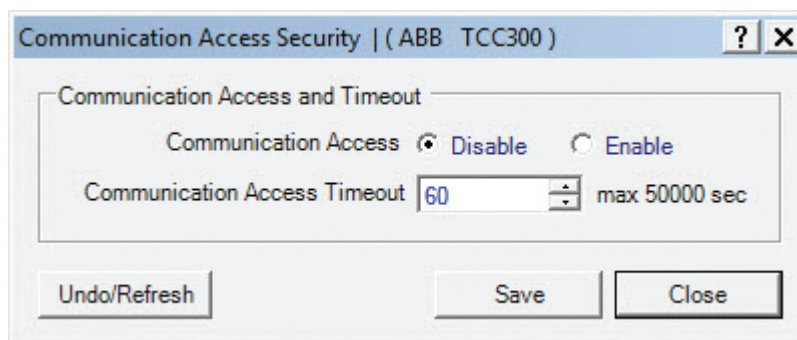 Communication Access Security | ( ABB TCC300 ) ? X
Communication Access and Timeout
Communication Access Disable Enable
Communication Access Timeout 60 max 50000 sec
Undo/Refresh Save Close